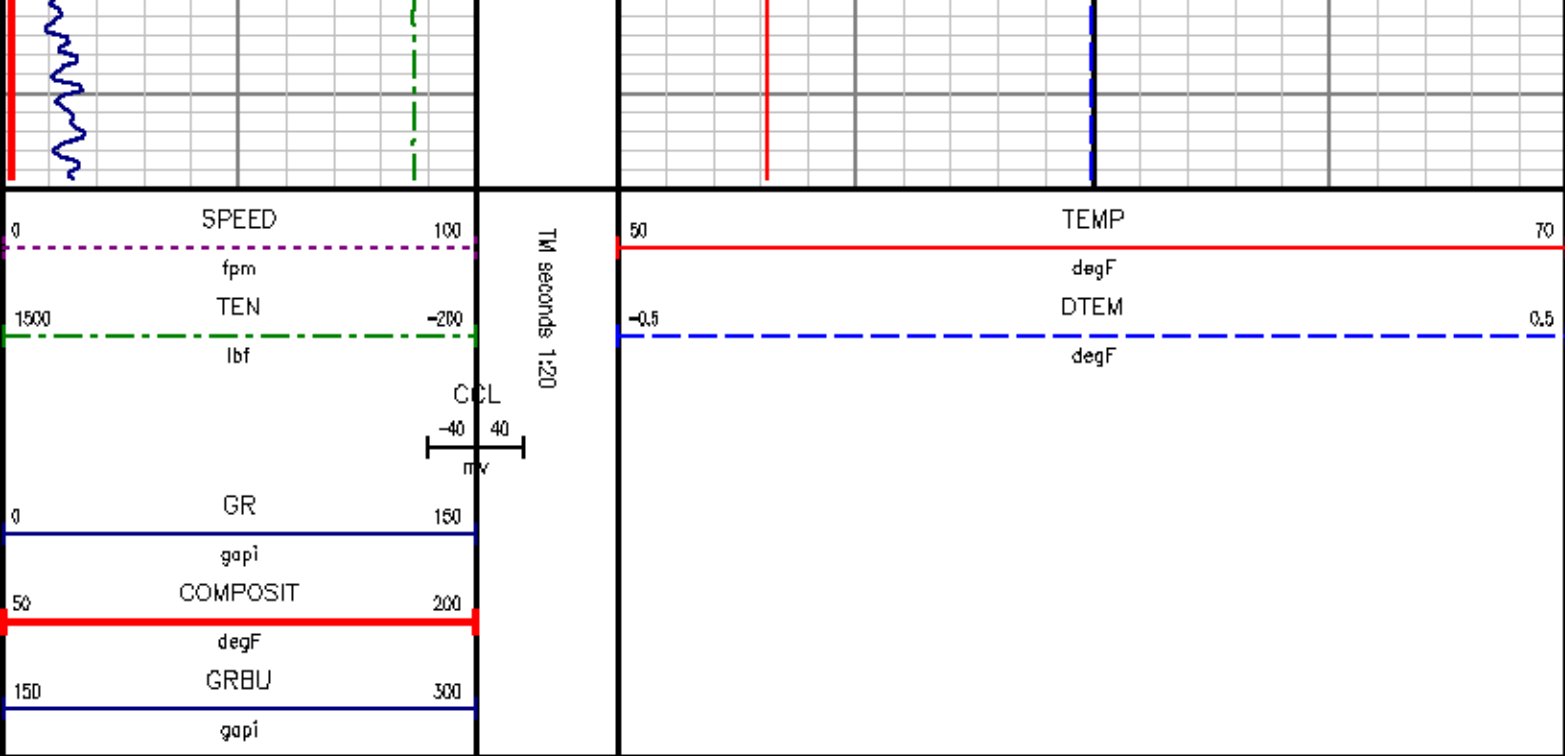 SPEED
0 100
fpm
TEN
1500 -200
lbf
CCL
-40 40
mv
GR
0 150
gapi
COMPOSIT
50 200
degF
GRBU
150 300
gapi
TM seconds 1:20
TEMP
50 70
degF
DTEM
-0.5 0.5
degF